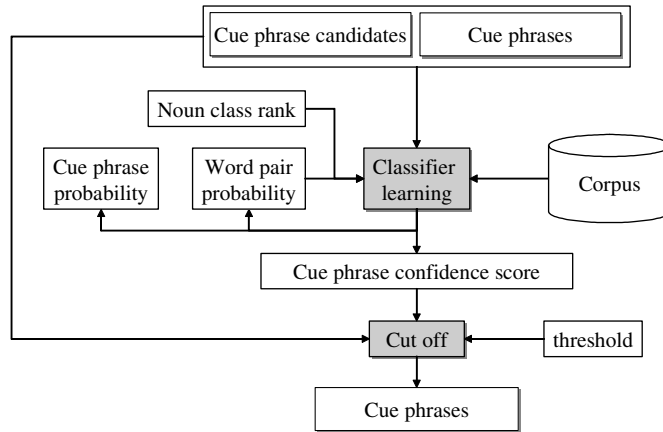 Cue phrase candidates
Cue phrases
Noun class rank
Cue phrase
probability
Word pair
probability
Classifier
learning
Corpus
Cue phrase confidence score
Cut off
threshold
Cue phrases